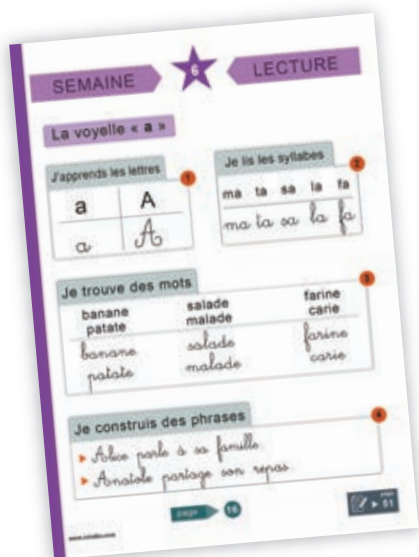 SEMAINE 6 LECTURE
La voyelle « a »
J'apprends les lettres 1
a A
a A
Je lis les syllabes 2
ma ta sa la fa
ma ta sa la fa
Je trouve des mots 3
banane salade farine
patate malade carie
banane salade farine
patate malade carie
Je construis des phrases 4
Alice parle à sa famille.
Anatole partage son repas.
page 16
page 51